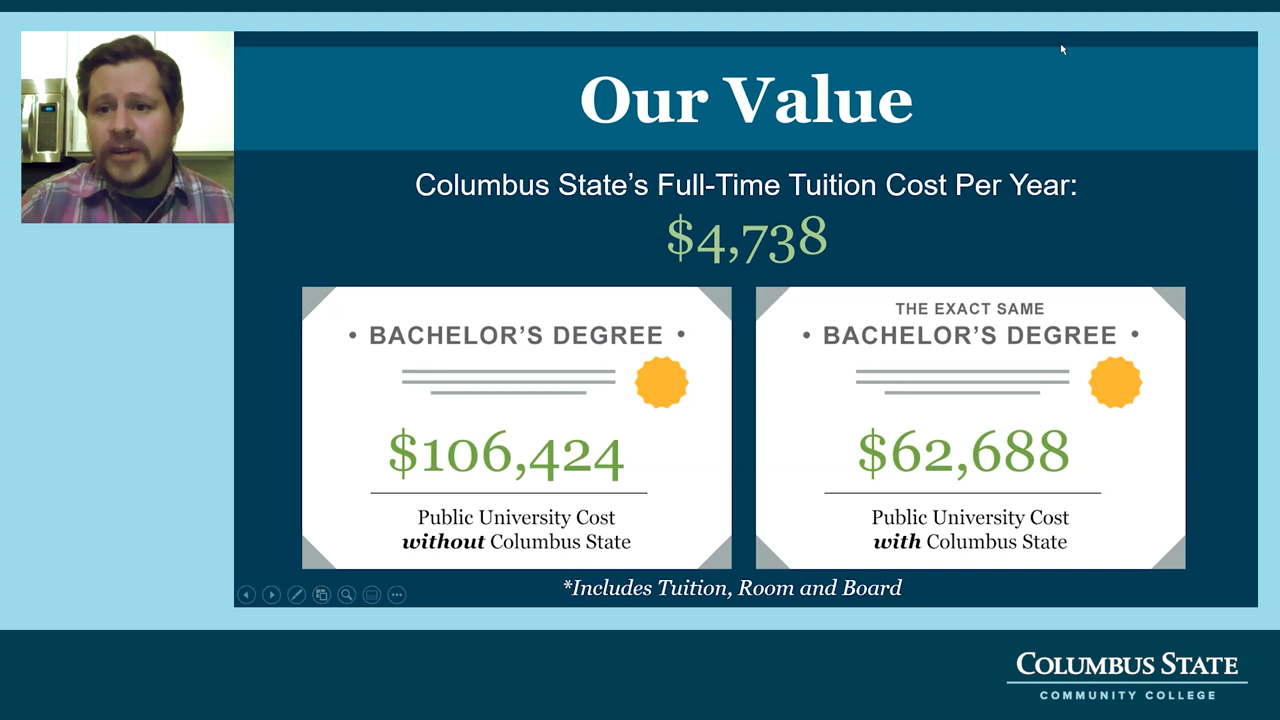 Our Value
Columbus State’s Full-Time Tuition Cost Per Year:
$4,738
• BACHELOR’S DEGREE •
$106,424
Public University Cost
without Columbus State
THE EXACT SAME
• BACHELOR’S DEGREE •
$62,688
Public University Cost
with Columbus State
*Includes Tuition, Room and Board
COLUMBUS STATE
COMMUNITY COLLEGE